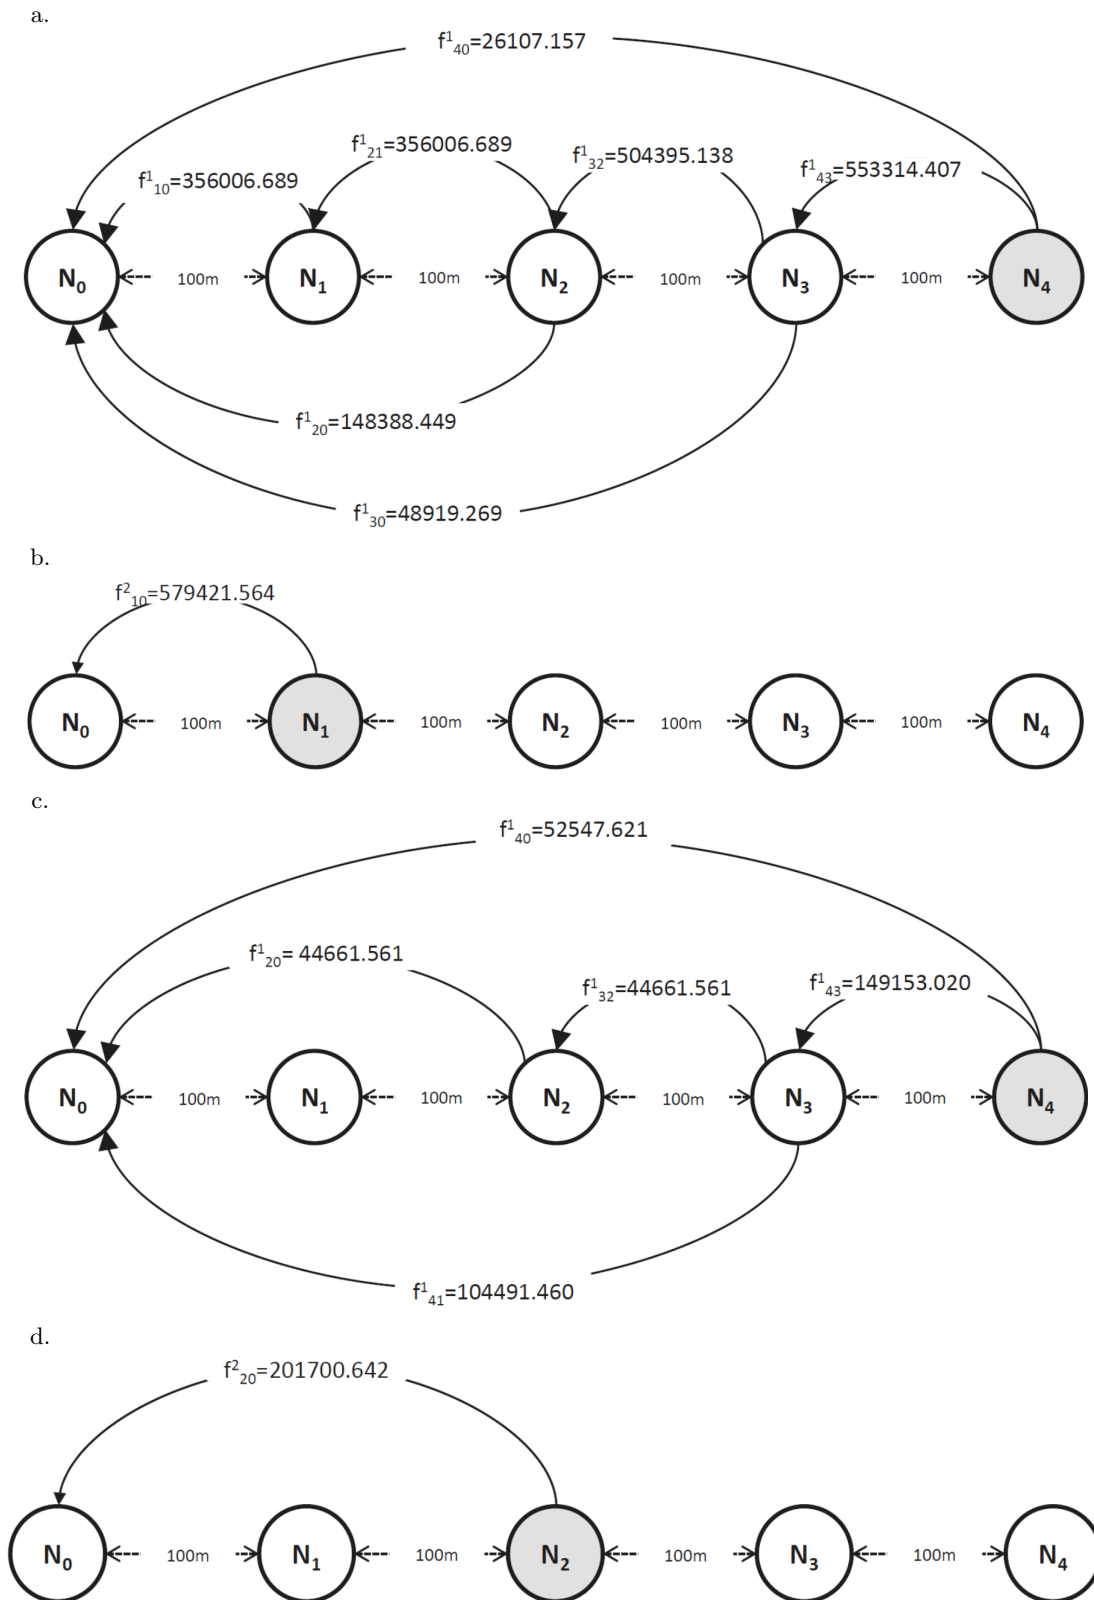 a.
f¹₄₀=26107.157
f¹₂₁=356006.689
f¹₃₂=504395.138
f¹₄₃=553314.407
f¹₁₀=356006.689
N₀ 100m N₁ 100m N₂ 100m N₃ 100m N₄
f¹₂₀=148388.449
f¹₃₀=48919.269
b.
f²₁₀=579421.564
N₀ 100m N₁ 100m N₂ 100m N₃ 100m N₄
c.
f¹₄₀=52547.621
f¹₂₀= 44661.561
f¹₃₂=44661.561
f¹₄₃=149153.020
N₀ 100m N₁ 100m N₂ 100m N₃ 100m N₄
f¹₄₁=104491.460
d.
f²₂₀=201700.642
N₀ 100m N₁ 100m N₂ 100m N₃ 100m N₄